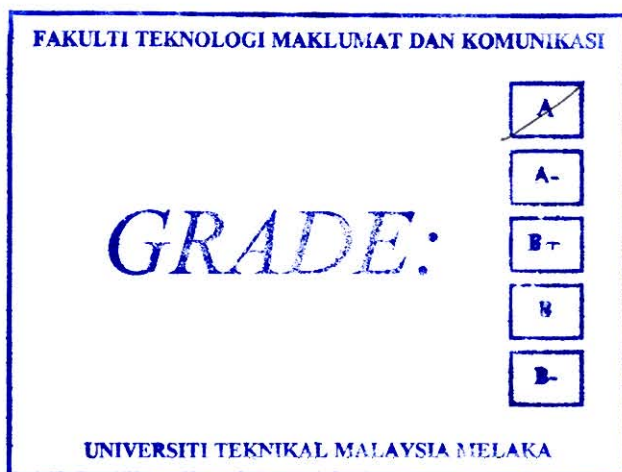 FAKULTI TEKNOLOGI MAKLUMAT DAN KOMUNIKASI
A
A-
GRADE:
B+
B
B-
UNIVERSITI TEKNIKAL MALAYSIA MELAKA